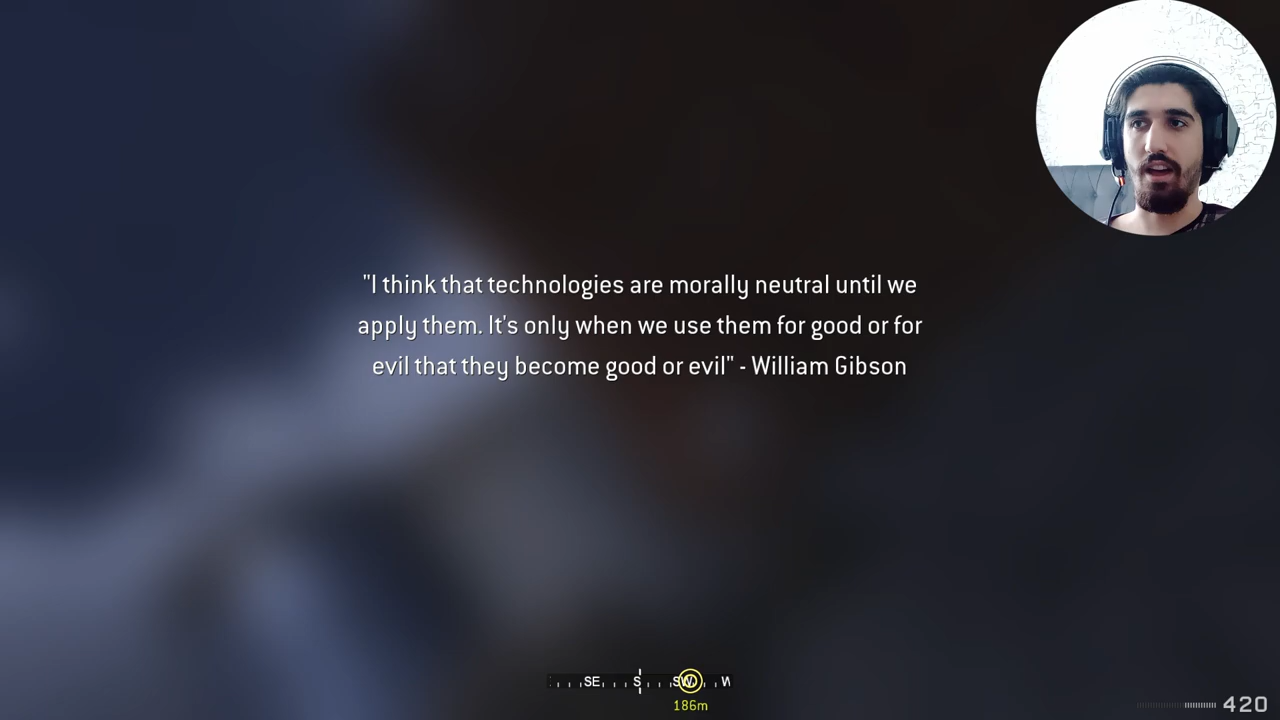 "I think that technologies are morally neutral until we
apply them. It's only when we use them for good or for
evil that they become good or evil" - William Gibson
SE S SW W
186m
420